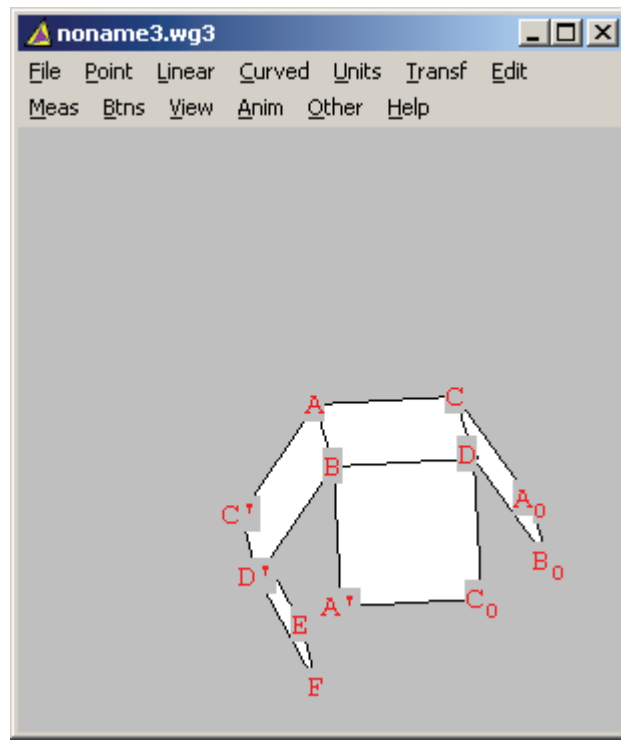 noname3.wg3
File Point Linear Curved Units Transf Edit
Meas Btns View Anim Other Help
A C
B D
C' A₀
D' B₀
A' C₀
E
F